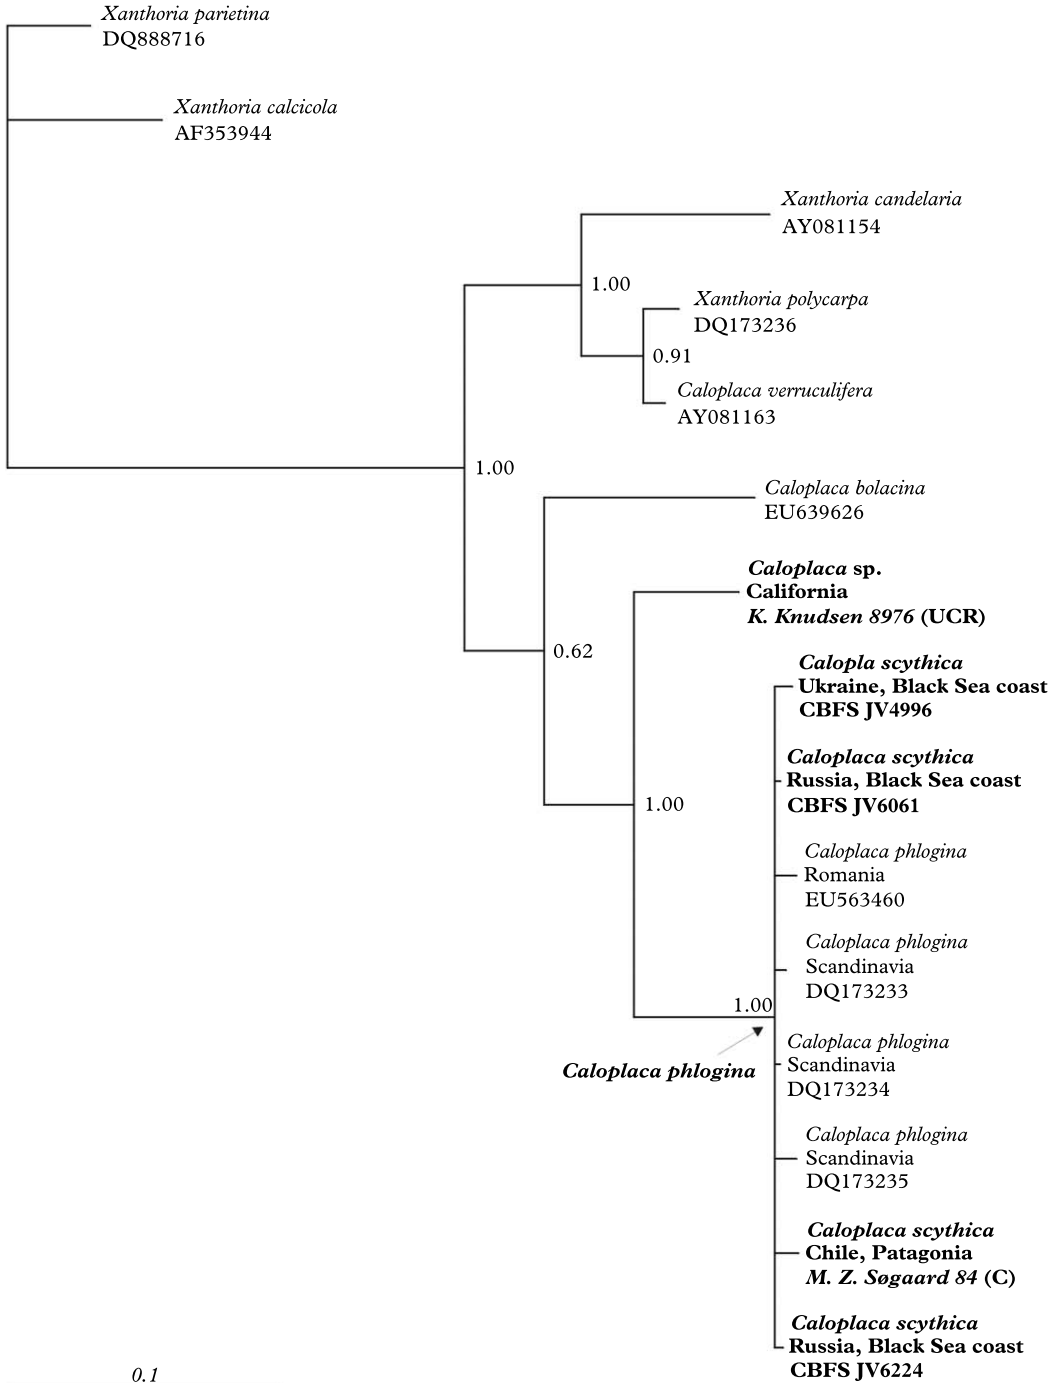 Xanthoria parietina
DQ888716
Xanthoria calcicola
AF353944
Xanthoria candelaria
AY081154
1.00
Xanthoria polycarpa
DQ173236
0.91
Caloplaca verruculifera
AY081163
1.00
Caloplaca bolacina
EU639626
Caloplaca sp.
California
K. Knudsen 8976 (UCR)
0.62
Calopla scythica
Ukraine, Black Sea coast
CBFS JV4996
Caloplaca scythica
Russia, Black Sea coast
CBFS JV6061
1.00
Caloplaca phlogina
Romania
EU563460
Caloplaca phlogina
Scandinavia
DQ173233
1.00
Caloplaca phlogina
Caloplaca phlogina
Scandinavia
DQ173234
Caloplaca phlogina
Scandinavia
DQ173235
Caloplaca scythica
Chile, Patagonia
M. Z. Søgaard 84 (C)
Caloplaca scythica
Russia, Black Sea coast
CBFS JV6224
0.1